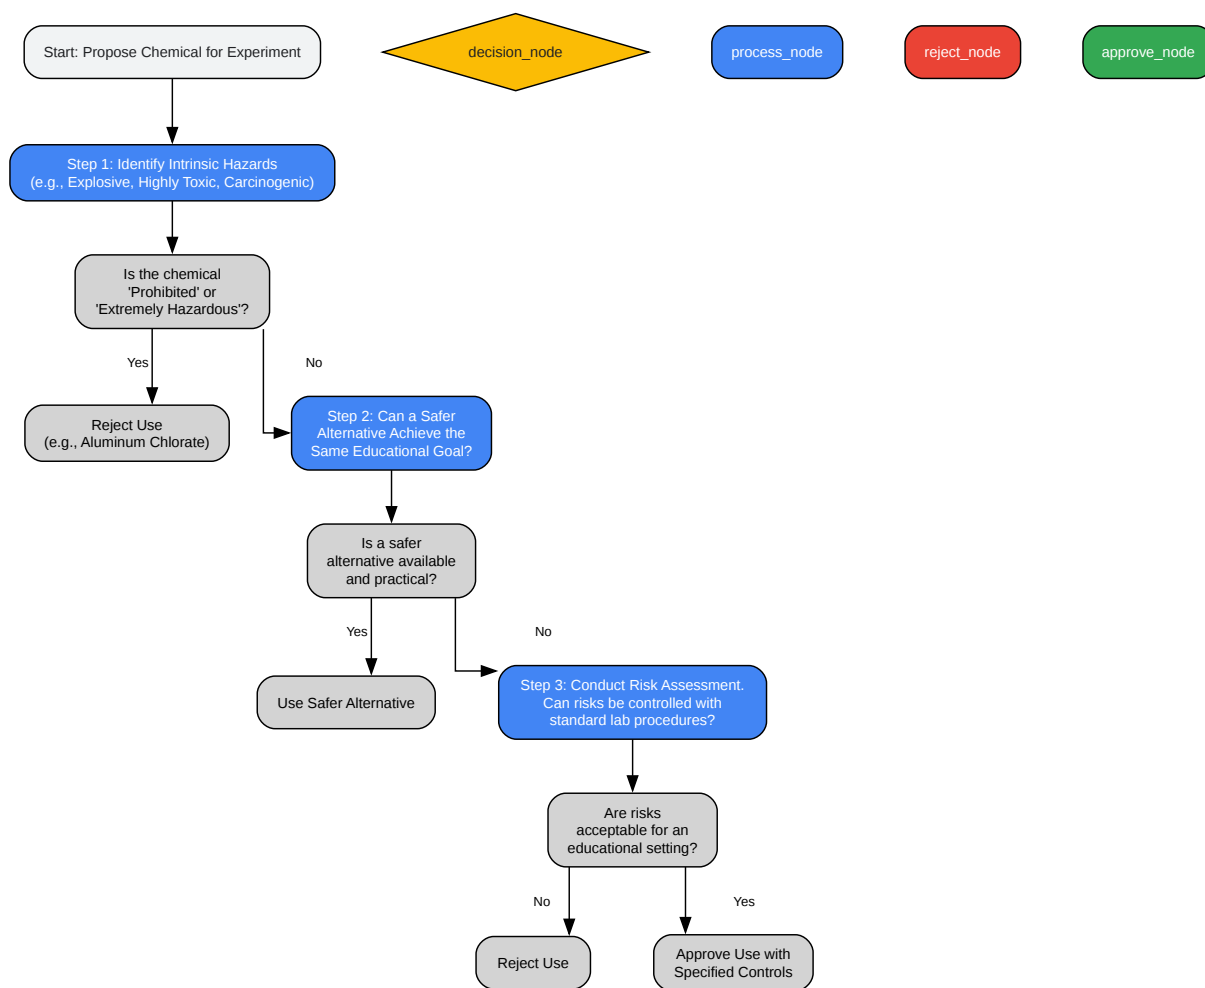 Start: Propose Chemical for Experiment
decision_node
process_node
reject_node
approve_node
Step 1: Identify Intrinsic Hazards
(e.g., Explosive, Highly Toxic, Carcinogenic)
Is the chemical
'Prohibited' or
'Extremely Hazardous'?
Yes
No
Reject Use
(e.g., Aluminum Chlorate)
Step 2: Can a Safer
Alternative Achieve the
Same Educational Goal?
Is a safer
alternative available
and practical?
Yes
No
Use Safer Alternative
Step 3: Conduct Risk Assessment.
Can risks be controlled with
standard lab procedures?
Are risks
acceptable for an
educational setting?
No
Yes
Reject Use
Approve Use with
Specified Controls